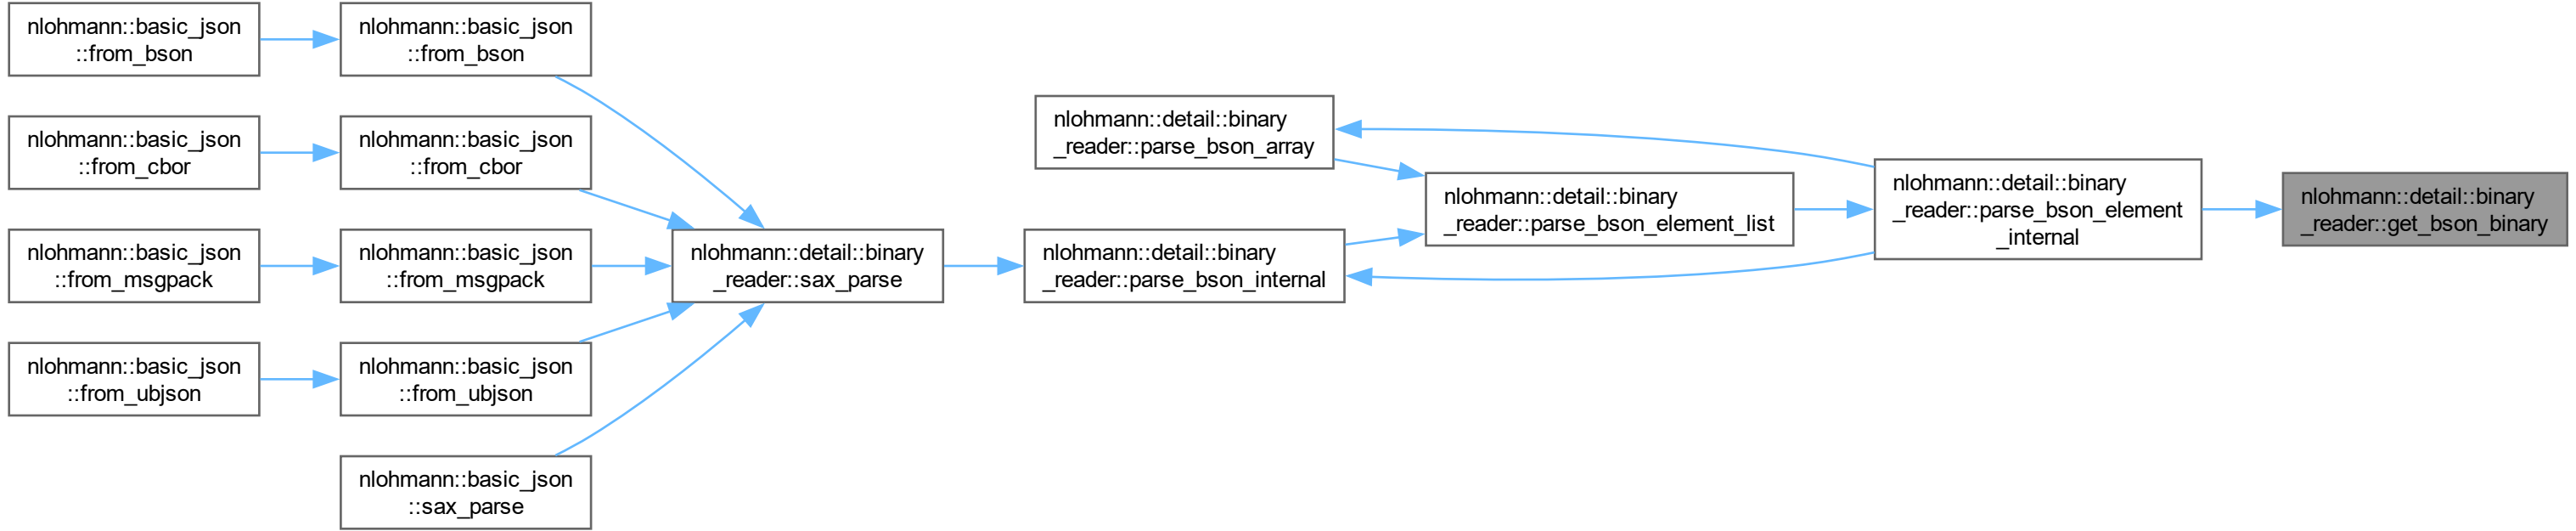 nlohmann::basic_json
::from_bson
nlohmann::basic_json
::from_bson
nlohmann::basic_json
::from_cbor
nlohmann::basic_json
::from_cbor
nlohmann::basic_json
::from_msgpack
nlohmann::basic_json
::from_msgpack
nlohmann::basic_json
::from_ubjson
nlohmann::basic_json
::from_ubjson
nlohmann::basic_json
::sax_parse
nlohmann::detail::binary
_reader::sax_parse
nlohmann::detail::binary
_reader::parse_bson_array
nlohmann::detail::binary
_reader::parse_bson_internal
nlohmann::detail::binary
_reader::parse_bson_element_list
nlohmann::detail::binary
_reader::parse_bson_element
_internal
nlohmann::detail::binary
_reader::get_bson_binary